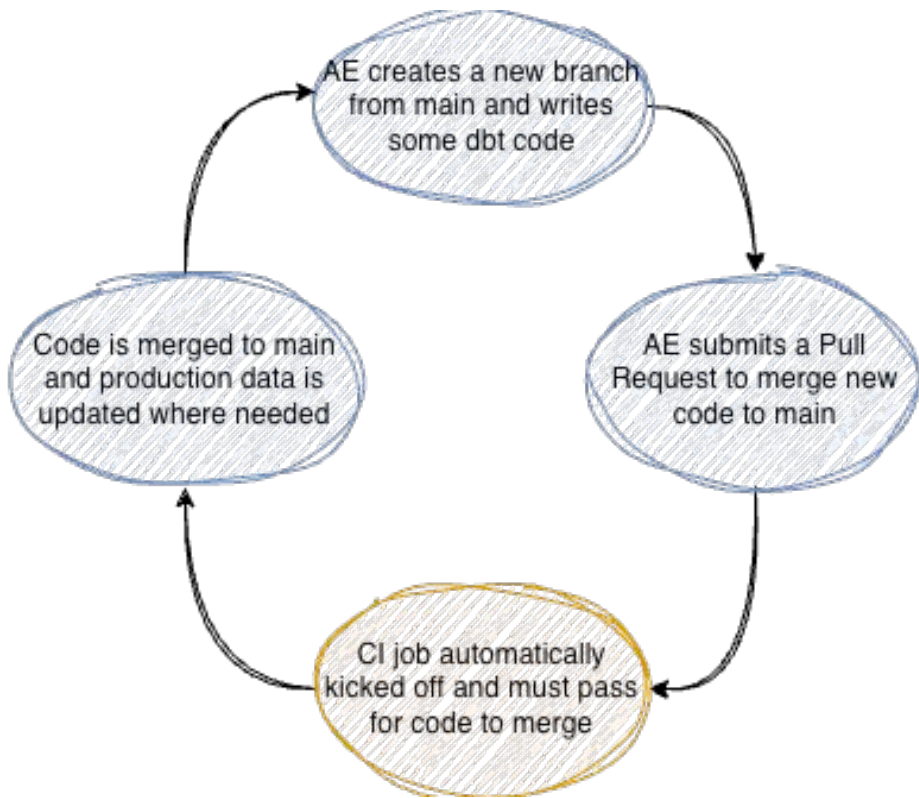 AE creates a new branch
from main and writes
some dbt code
AE submits a Pull
Request to merge new
code to main
CI job automatically
kicked off and must pass
for code to merge
Code is merged to main
and production data is
updated where needed